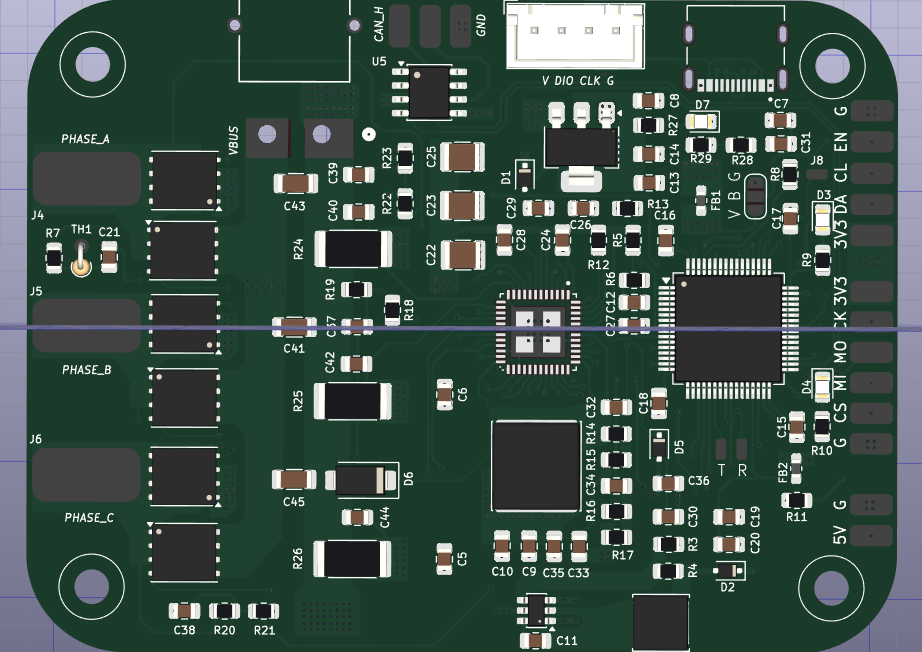 CAN_H
GND
U5
V DIO CLK G
VBUS
PHASE_A
J4
R7
TH1
C21
J5
PHASE_B
J6
PHASE_C
C38
R20
R21
C43
C39
C40
R23
R22
R24
R19
R18
C41
C42
R25
C45
D6
C44
R26
C25
C23
C22
C6
C5
D1
C29
C28
C24
C26
R12
R5
R13
C16
C8
R27
C14
C13
R6
C12
C27
D7
R29
R28
C7
C31
R8
J8
FB1
V B G
C17
D3
R9
G
EN
CL
DA
3V3
3V3
CK
MO
MI
CS
G
G
5V
D4
C15
R10
FB2
R11
T R
C18
D5
C32
R14
R15
C34
R16
R17
C36
C30
R3
R4
C19
C20
D2
C10
C9
C35
C33
C11